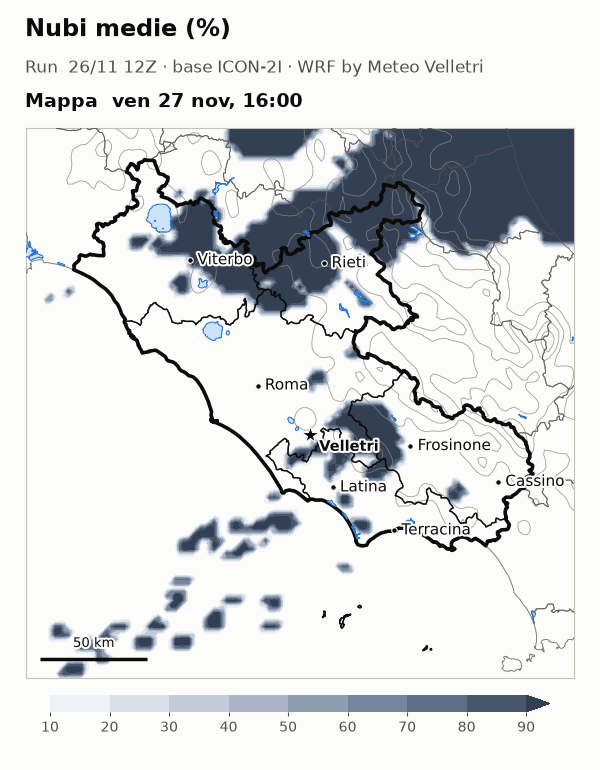 Nubi medie (%)
Run  26/11 12Z · base ICON-2I · WRF by Meteo Velletri
Mappa  ven 27 nov, 16:00
Viterbo
Rieti
Roma
Velletri
Frosinone
Latina
Cassino
Terracina
50 km
10 20 30 40 50 60 70 80 90